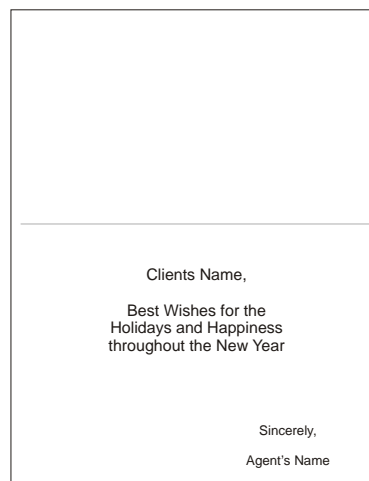 Clients Name,
Best Wishes for the
Holidays and Happiness
throughout the New Year
Sincerely,
Agent's Name